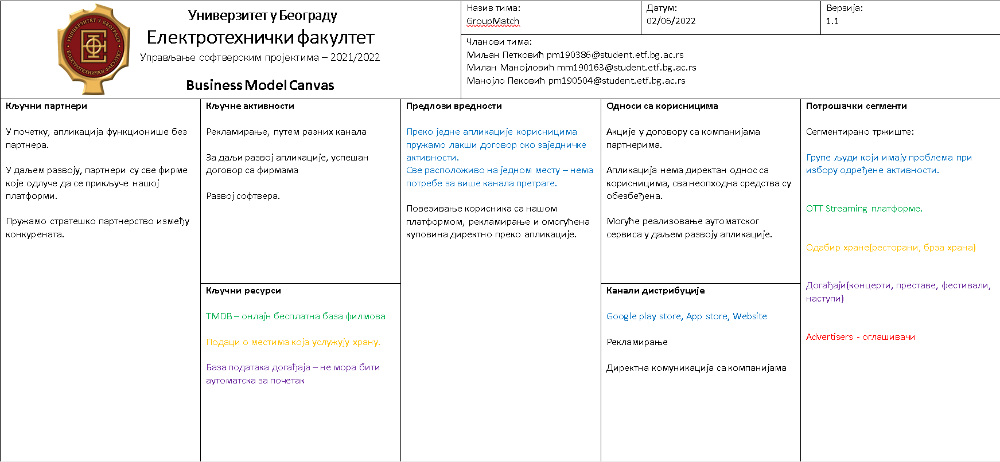 УНИВЕРЗИТЕТ У БЕОГРАДУ
ЕЛЕКТРОТЕХНИЧКИ ФАКУЛТЕТ
Универзитет у Београду
Електротехнички факултет
Управљање софтверским пројектима – 2021/2022
Business Model Canvas
Назив тима:
GroupMatch
Датум:
02/06/2022
Верзија:
1.1
Чланови тима:
Миљан Петковић pm190386@student.etf.bg.ac.rs
Милан Манојловић mm190163@student.etf.bg.ac.rs
Манојло Пековић pm190504@student.etf.bg.ac.rs
Кључни партнери
У почетку, апликација функционише без
партнера.
У даљем развоју, партнери су све фирме
које одлуче да се прикључе нашој
платформи.
Пружамо стратешко партнерство између
конкурената.
Кључне активности
Рекламирање, путем разних канала
За даљи развој апликације, успешан
договор са фирмама
Развој софтвера.
Кључни ресурси
TMDB – онлајн бесплатна база филмова
Подаци о местима која услужују храну.
База података догађаја – не мора бити
аутоматска за почетак
Предлози вредности
Преко једне апликације корисницима
пружамо лакши договор око заједничке
активности.
Све расположиво на једном месту – нема
потребе за више канала претраге.
Повезивање корисника са нашом
платформом, рекламирање и омогућена
куповина директно преко апликације.
Односи са корисницима
Акције у договору са компанијама
партнерима.
Апликација нема директан однос са
корисницима, сва неопходна средства су
обезбеђена.
Могуће реализовање аутоматског
сервиса у даљем развоју апликације.
Канали дистрибуције
Google play store, App store, Website
Рекламирање
Директна комуникација са компанијама
Потрошачки сегменти
Сегментирано тржиште:
Групе људи који имају проблема при
избору одређене активности.
OTT Streaming платформе.
Одабир хране(ресторани, брза храна)
Догађаји(концерти, преставе, фестивали,
наступи)
Advertisers - оглашивачи